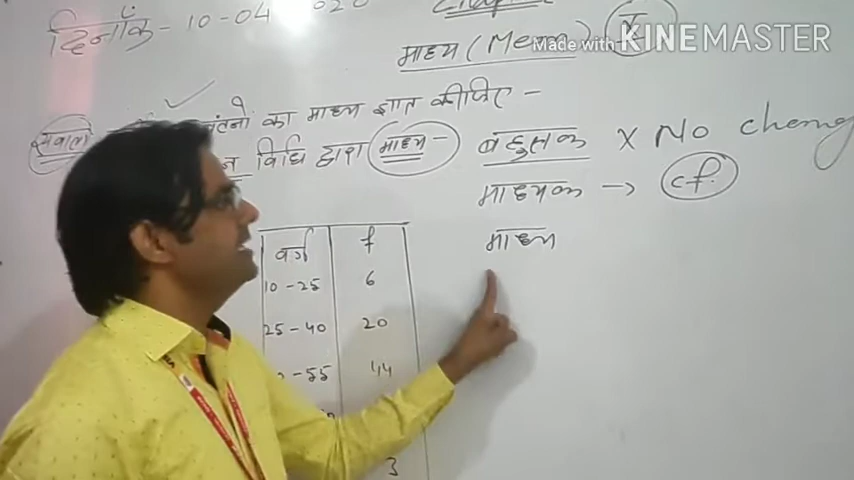 दिनाँक - 10-04 020
माध्य (Mean) x̄
Made with KINEMASTER
सवाल का माध्य ज्ञात कीजिए -
विधि द्वारा माध्य -
बहुलक x No
माध्यक → cf.
माध्य
वर्ग f
10-25 6
25-40 20
-55 44
3